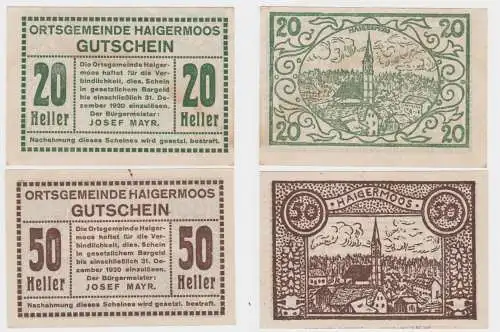 ORTSGEMEINDE HAIGERMOOS
GUTSCHEIN
20
Heller
Die Ortsgemeinde Haiger-
moos haftet für die Ver-
bindlichkeit, dies. Schein
in gesetzlichem Bargeld
bis einschließlich 31. De-
zember 1920 einzulösen.
Der Bürgermeister:
JOSEF MAYR.
20
Heller
Nachahmung dieses Scheines wird gesetzl. bestraft.
20
HAIGERMOOS
20
20
20
ORTSGEMEINDE HAIGERMOOS
GUTSCHEIN
50
Heller
Die Ortsgemeinde Haiger-
moos haftet für die Ver-
bindlichkeit, dies. Schein
in gesetzlichem Bargeld
bis einschließlich 31. De-
zember 1920 einzulösen.
Der Bürgermeister:
JOSEF MAYR.
50
Heller
Nachahmung dieses Scheines wird gesetzl. bestraft.
50
HAIGERMOOS
50